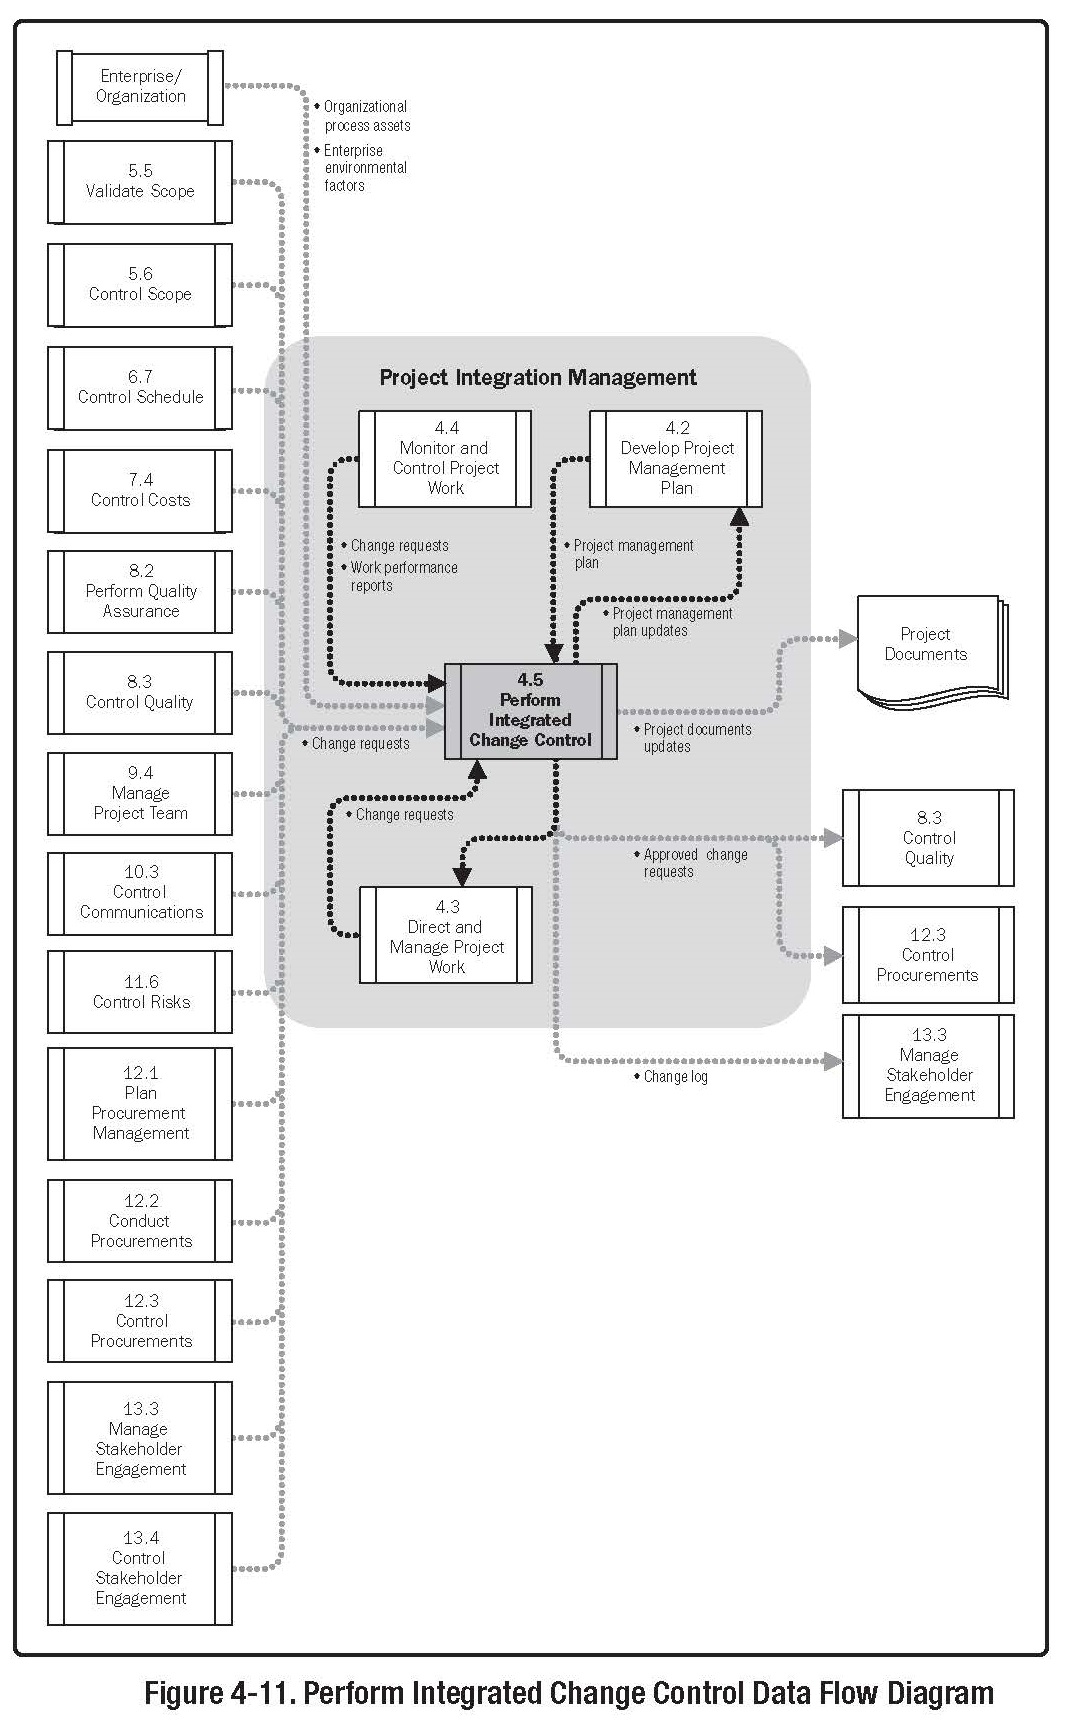 Enterprise/
Organization
♦ Organizational
process assets
♦ Enterprise
environmental
factors
5.5
Validate Scope
5.6
Control Scope
6.7
Control Schedule
7.4
Control Costs
8.2
Perform Quality
Assurance
8.3
Control Quality
9.4
Manage
Project Team
10.3
Control
Communications
11.6
Control Risks
12.1
Plan
Procurement
Management
12.2
Conduct
Procurements
12.3
Control
Procurements
13.3
Manage
Stakeholder
Engagement
13.4
Control
Stakeholder
Engagement
Project Integration Management
4.4
Monitor and
Control Project
Work
4.2
Develop Project
Management
Plan
♦ Change requests
♦ Work performance
reports
♦ Project management
plan
♦ Project management
plan updates
4.5
Perform
Integrated
Change Control
♦ Change requests
♦ Project documents
updates
♦ Change requests
♦ Approved change
requests
4.3
Direct and
Manage Project
Work
♦ Change log
Project
Documents
8.3
Control
Quality
12.3
Control
Procurements
13.3
Manage
Stakeholder
Engagement
Figure 4-11. Perform Integrated Change Control Data Flow Diagram